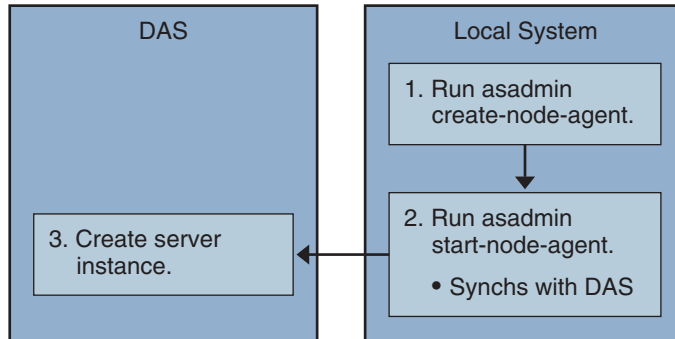 DAS
Local System
1. Run asadmin
create-node-agent.
2. Run asadmin
start-node-agent.
• Synchs with DAS
3. Create server
instance.